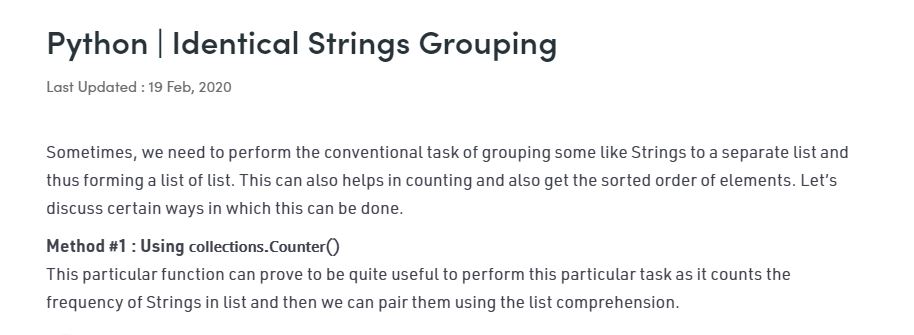 Python | Identical Strings Grouping
Last Updated : 19 Feb, 2020
Sometimes, we need to perform the conventional task of grouping some like Strings to a separate list and
thus forming a list of list. This can also helps in counting and also get the sorted order of elements. Let’s
discuss certain ways in which this can be done.
Method #1 : Using collections.Counter()
This particular function can prove to be quite useful to perform this particular task as it counts the
frequency of Strings in list and then we can pair them using the list comprehension.